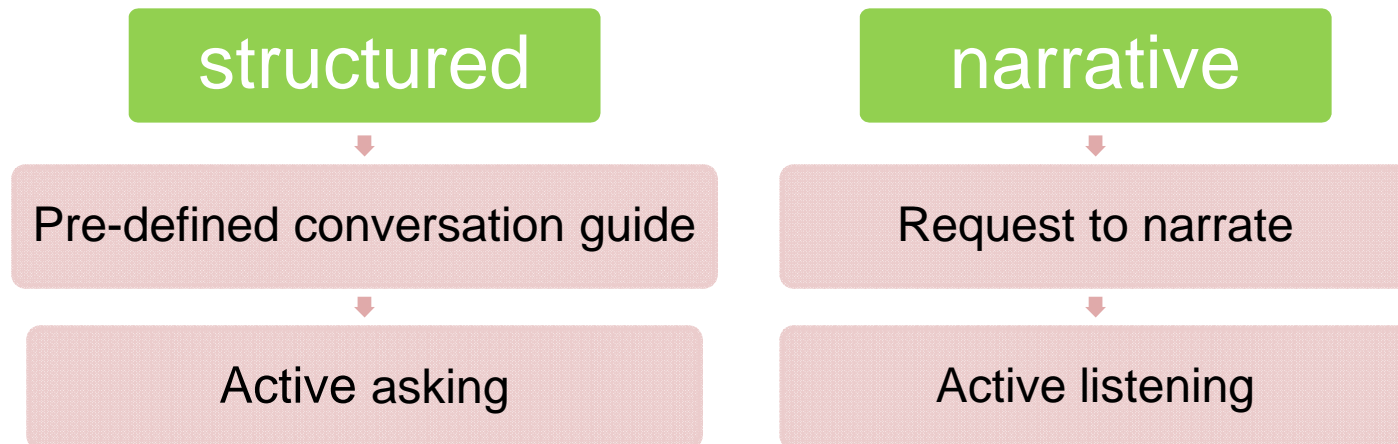 structured
Pre-defined conversation guide
Active asking
narrative
Request to narrate
Active listening